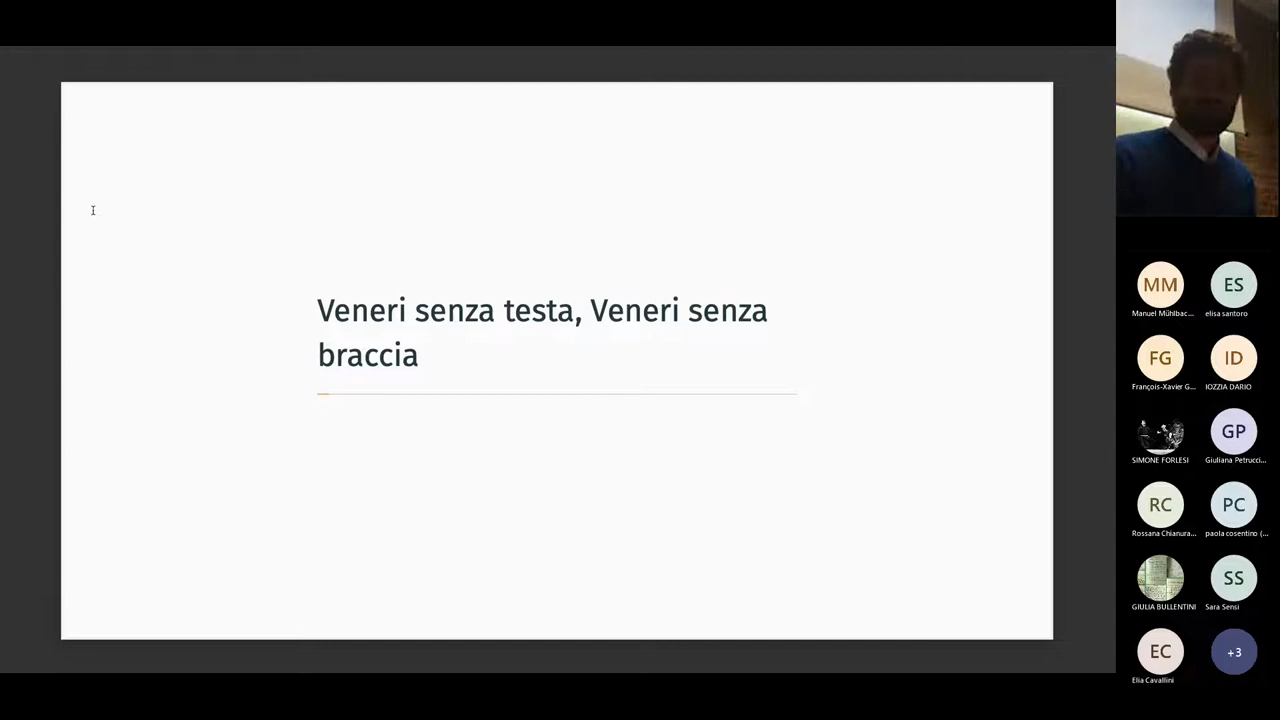 Veneri senza testa, Veneri senza
braccia
MM
ES
Manuel Mühlbac...
elisa santoro
FG
ID
François-Xavier G...
IOZZIA DARIO
GP
SIMONE FORLESI
Giuliana Petrucci...
RC
PC
Rossana Chianura...
paola cosentino (...
SS
GIULIA BULLENTINI
Sara Sensi
EC
+3
Elia Cavallini